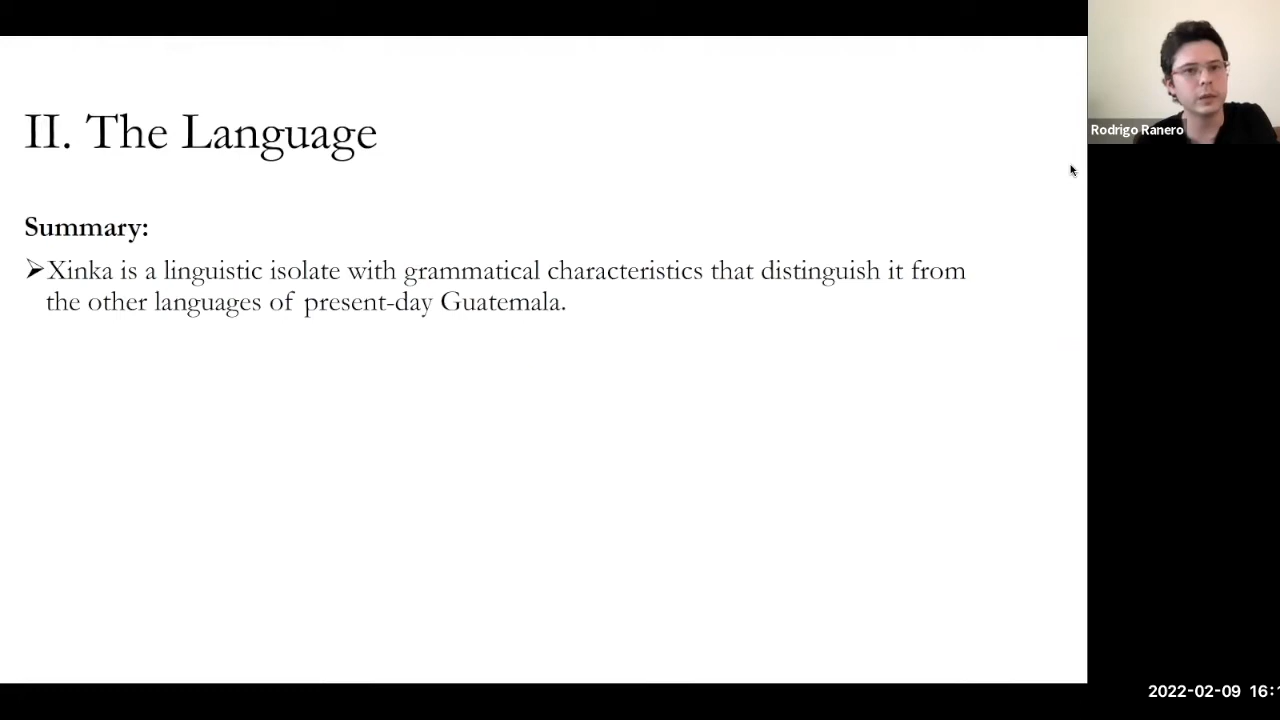 II. The Language
Summary:
➤Xinka is a linguistic isolate with grammatical characteristics that distinguish it from
the other languages of present-day Guatemala.
Rodrigo Ranero
2022-02-09 16: